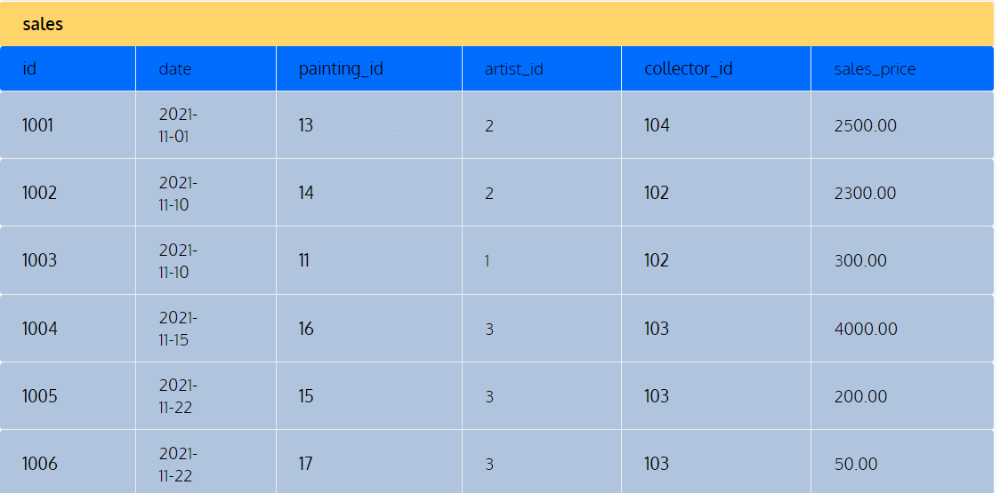 sales
id date painting_id artist_id collector_id sales_price
1001 2021-11-01 13 2 104 2500.00
1002 2021-11-10 14 2 102 2300.00
1003 2021-11-10 11 1 102 300.00
1004 2021-11-15 16 3 103 4000.00
1005 2021-11-22 15 3 103 200.00
1006 2021-11-22 17 3 103 50.00